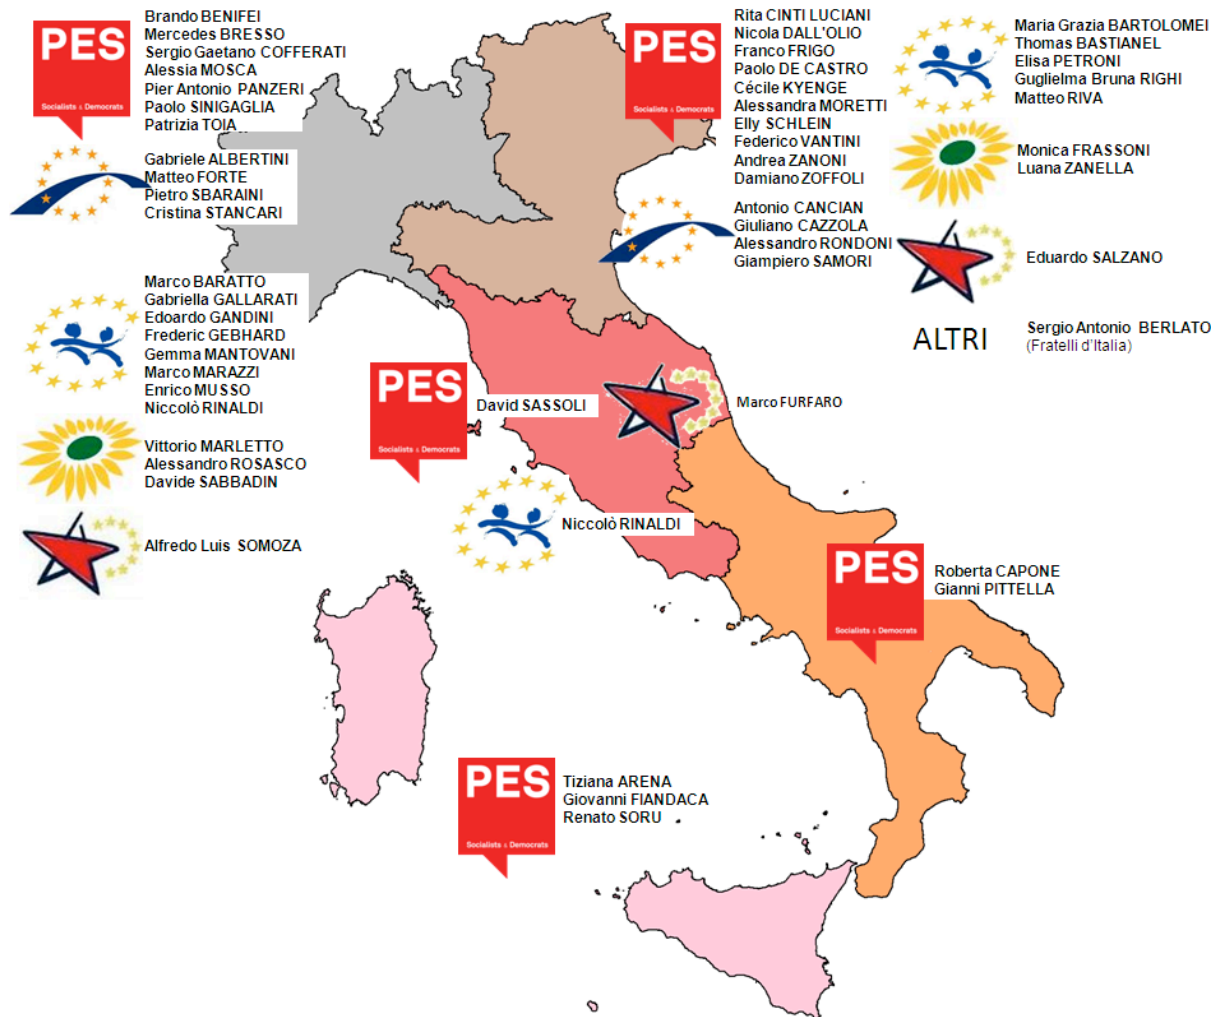 PES
Socialists & Democrats
Brando BENIFEI
Mercedes BRESSO
Sergio Gaetano COFFERATI
Alessia MOSCA
Pier Antonio PANZERI
Paolo SINIGAGLIA
Patrizia TOIA
Gabriele ALBERTINI
Matteo FORTE
Pietro SBARAINI
Cristina STANCARI
Marco BARATTO
Gabriella GALLARATI
Edoardo GANDINI
Frederic GEBHARD
Gemma MANTOVANI
Marco MARAZZI
Enrico MUSSO
Niccolò RINALDI
Vittorio MARLETTO
Alessandro ROSASCO
Davide SABBADIN
Alfredo Luis SOMOZA
PES
Socialists & Democrats
Rita CINTI LUCIANI
Nicola DALL'OLIO
Franco FRIGO
Paolo DE CASTRO
Cécile KYENGE
Alessandra MORETTI
Elly SCHLEIN
Federico VANTINI
Andrea ZANONI
Damiano ZOFFOLI
Antonio CANCIAN
Giuliano CAZZOLA
Alessandro RONDONI
Giampiero SAMORI
Maria Grazia BARTOLOMEI
Thomas BASTIANEL
Elisa PETRONI
Guglielma Bruna RIGHI
Matteo RIVA
Monica FRASSONI
Luana ZANELLA
Eduardo SALZANO
ALTRI
Sergio Antonio BERLATO
(Fratelli d'Italia)
PES
Socialists & Democrats
David SASSOLI
Marco FURFARO
Niccolò RINALDI
PES
Socialists & Democrats
Roberta CAPONE
Gianni PITTELLA
PES
Socialists & Democrats
Tiziana ARENA
Giovanni FIANDACA
Renato SORU